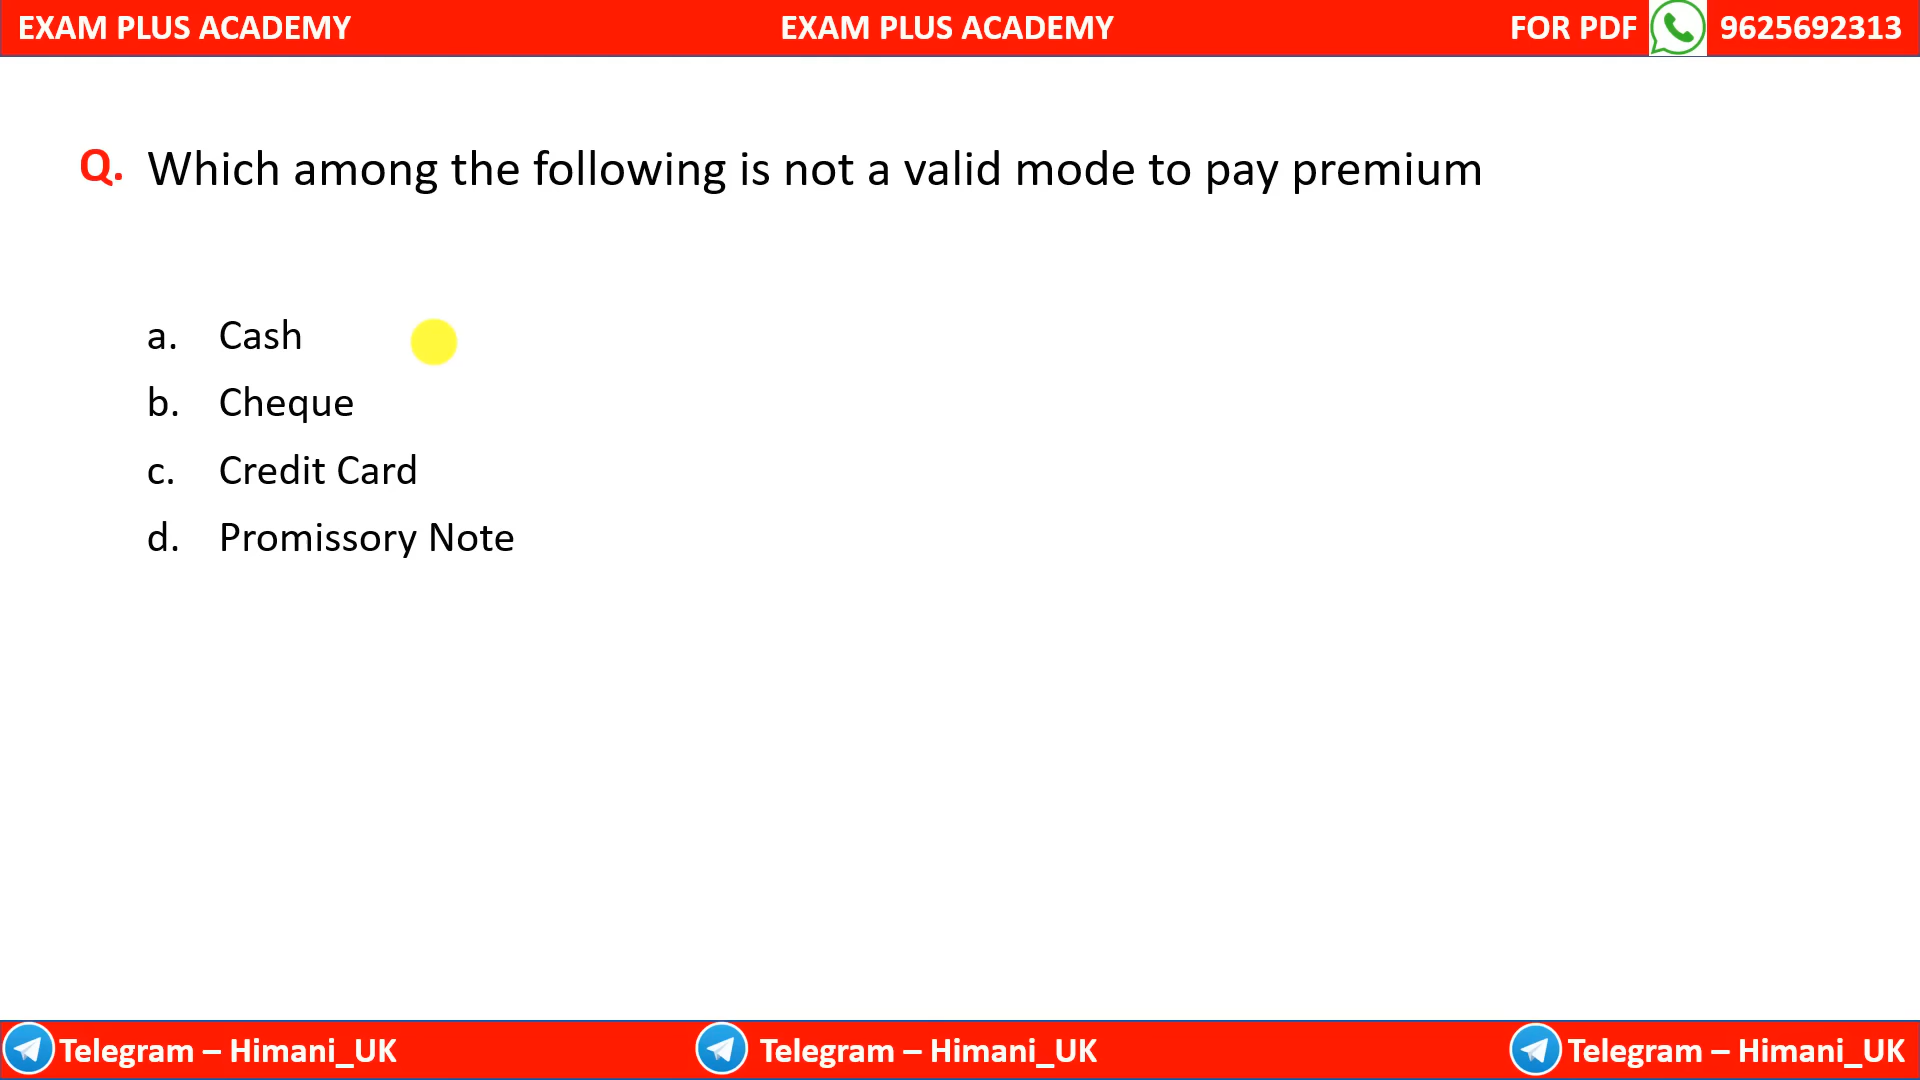 EXAM PLUS ACADEMY EXAM PLUS ACADEMY FOR PDF 9625692313
Q. Which among the following is not a valid mode to pay premium
a. Cash
b. Cheque
c. Credit Card
d. Promissory Note
Telegram – Himani_UK Telegram – Himani_UK Telegram – Himani_UK